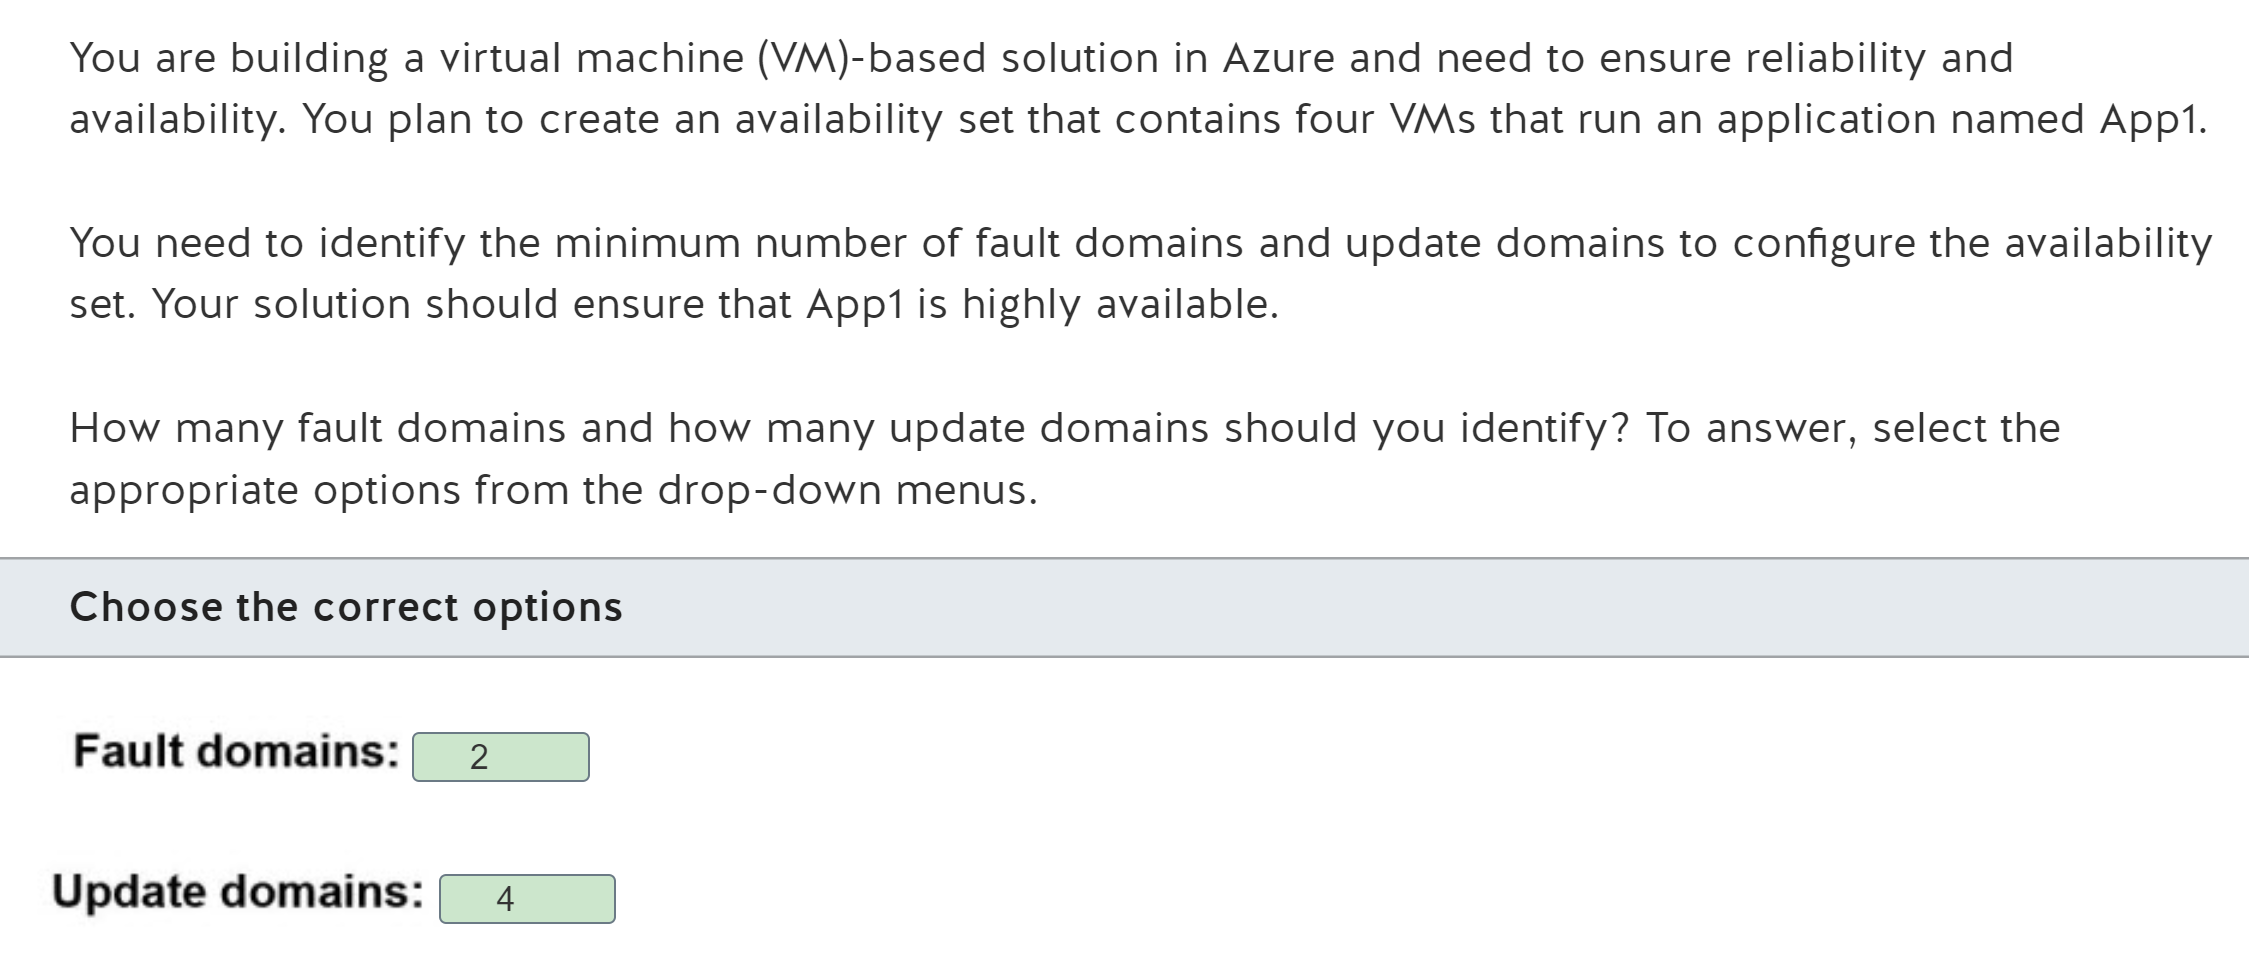 You are building a virtual machine (VM)-based solution in Azure and need to ensure reliability and
availability. You plan to create an availability set that contains four VMs that run an application named App1.
You need to identify the minimum number of fault domains and update domains to configure the availability
set. Your solution should ensure that App1 is highly available.
How many fault domains and how many update domains should you identify? To answer, select the
appropriate options from the drop-down menus.
Choose the correct options
Fault domains: 2
Update domains: 4